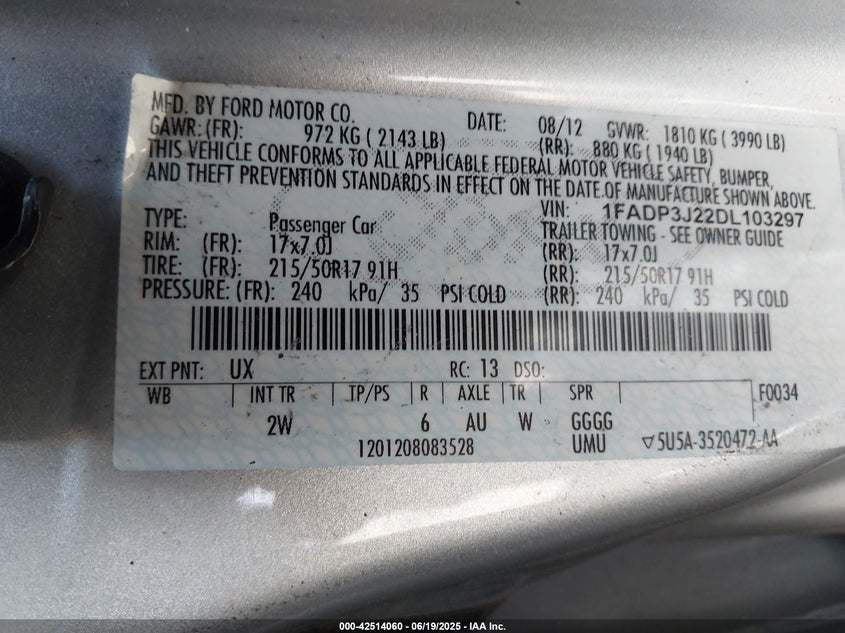 MFD. BY FORD MOTOR CO. DATE: 08/12 GVWR: 1810 KG ( 3990 LB)
GAWR: (FR): 972 KG ( 2143 LB) (RR): 880 KG ( 1940 LB)
THIS VEHICLE CONFORMS TO ALL APPLICABLE FEDERAL MOTOR VEHICLE SAFETY, BUMPER,
AND THEFT PREVENTION STANDARDS IN EFFECT ON THE DATE OF MANUFACTURE SHOWN ABOVE.
VIN: 1FADP3J22DL103297
TYPE: Passenger Car TRAILER TOWING - SEE OWNER GUIDE
RIM: (FR): 17x7.0J (RR): 17x7.0J
TIRE: (FR): 215/50R17 91H (RR): 215/50R17 91H
PRESSURE: (FR): 240 kPa/ 35 PSI COLD (RR): 240 kPa/ 35 PSI COLD
EXT PNT: UX RC: 13 DSO:
WB INT TR TP/PS R AXLE TR SPR F0034
2W 6 AU W GGGG
1201208083528 UMU ▽5U5A-3520472-AA
000-42514060 - 06/19/2025 - IAA Inc.